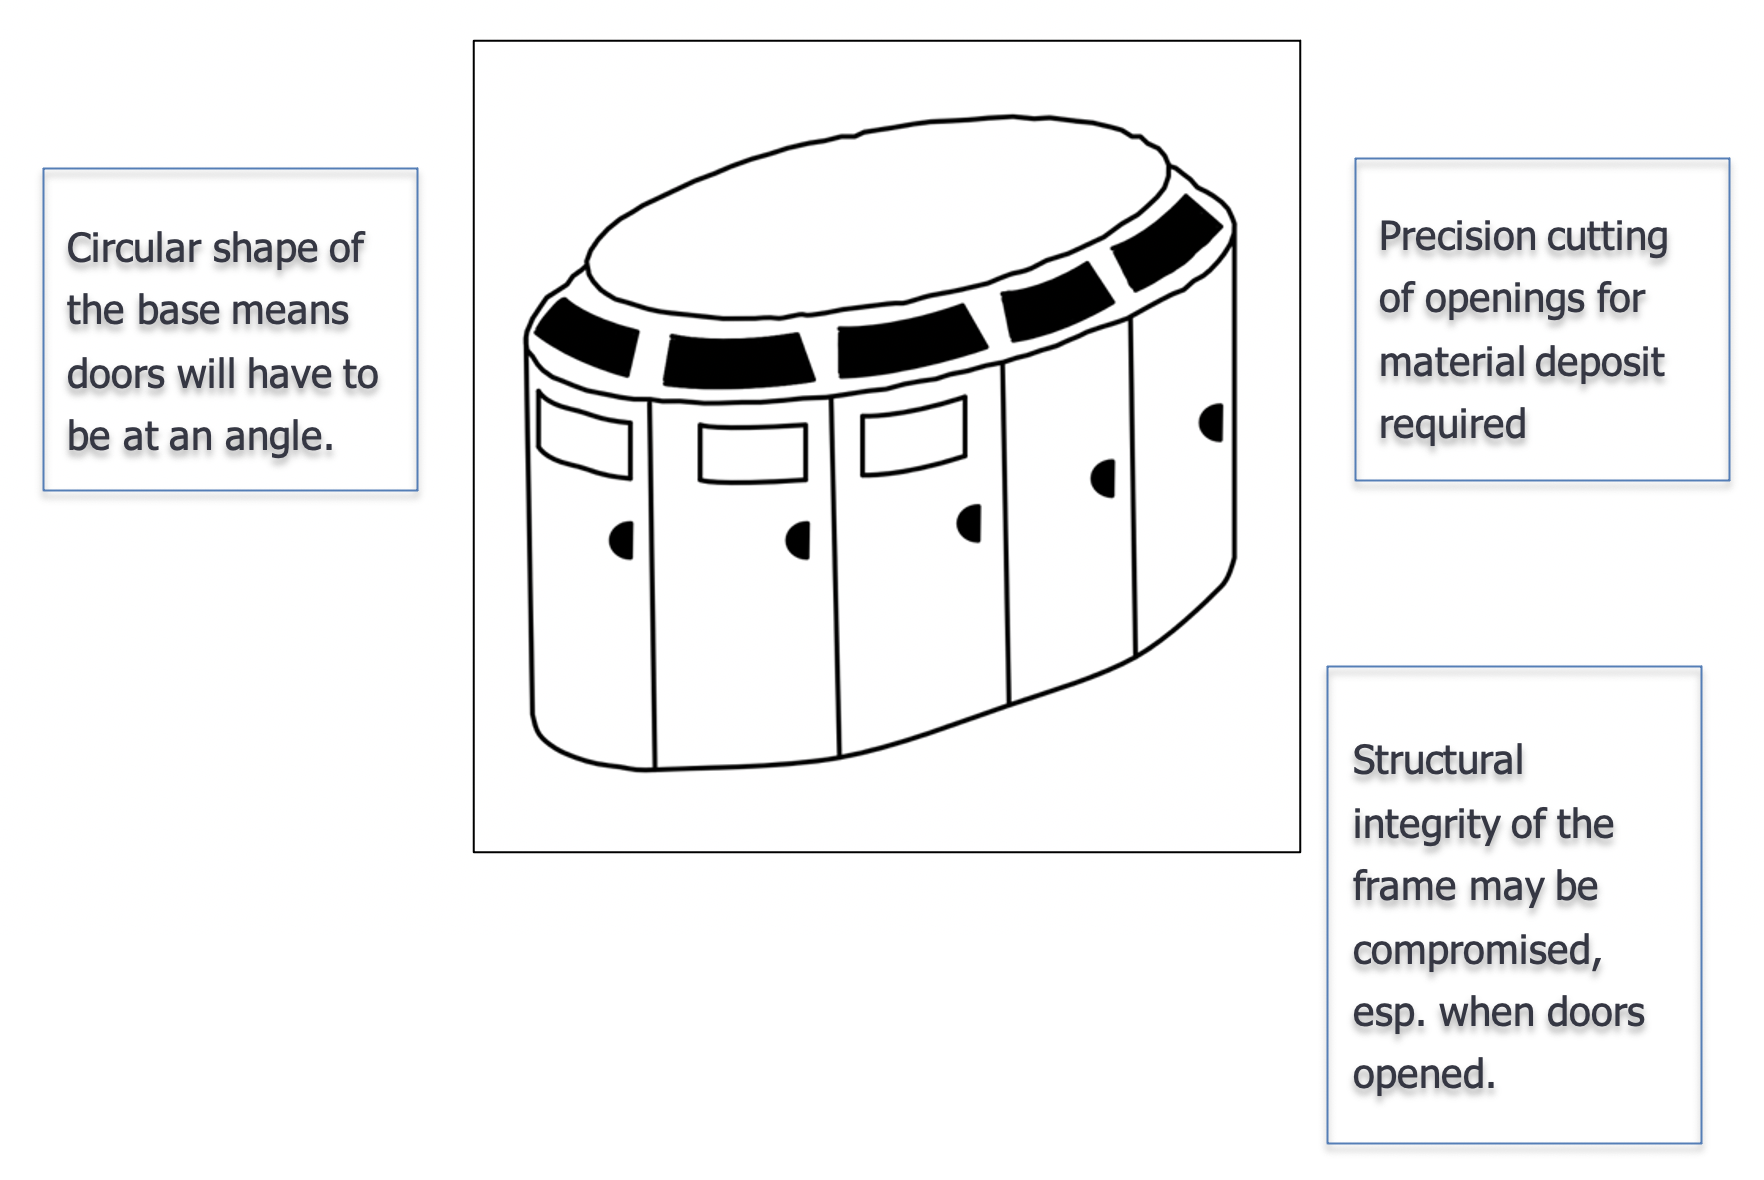 Circular shape of
the base means
doors will have to
be at an angle.
Precision cutting
of openings for
material deposit
required
Structural
integrity of the
frame may be
compromised,
esp. when doors
opened.